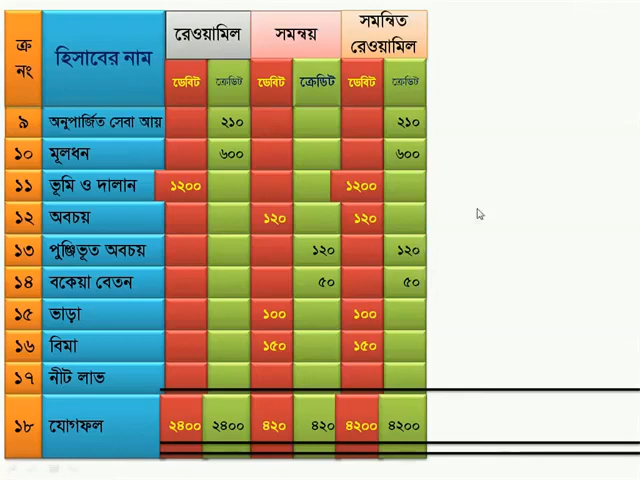 ক্র নং হিসাবের নাম রেওয়ামিল সমন্বয় সমন্বিত রেওয়ামিল
ডেবিট ক্রেডিট ডেবিট ক্রেডিট ডেবিট ক্রেডিট
৯ অনুপার্জিত সেবা আয় ২১০ ২১০
১০ মূলধন ৬০০ ৬০০
১১ ভূমি ও দালান ১২০০ ১২০০
১২ অবচয় ১২০ ১২০
১৩ পুঞ্জিভূত অবচয় ১২০ ১২০
১৪ বকেয়া বেতন ৫০ ৫০
১৫ ভাড়া ১০০ ১০০
১৬ বিমা ১৫০ ১৫০
১৭ নীট লাভ
১৮ যোগফল ২৪০০ ২৪০০ ৪২০ ৪২০ ৪২০০ ৪২০০